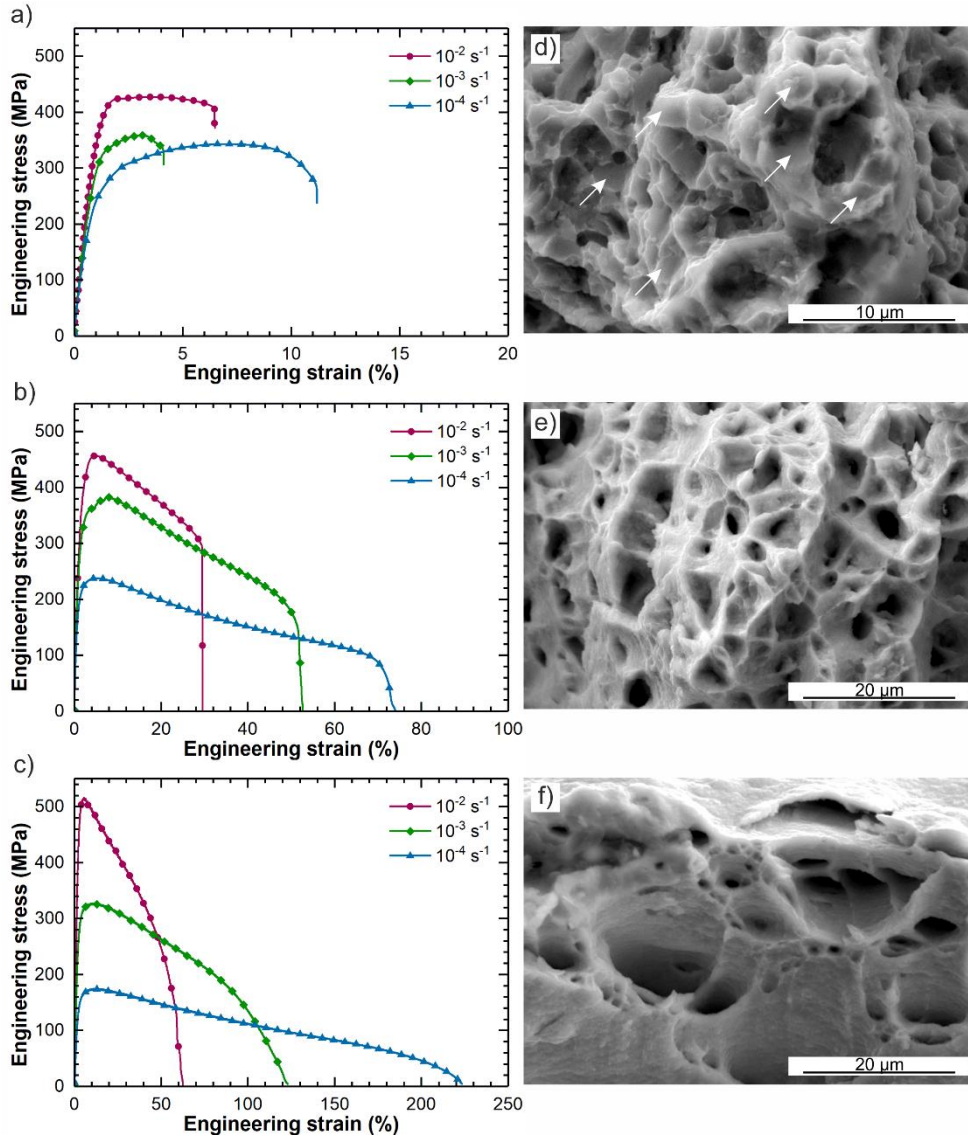 a)
Engineering stress (MPa)
500
400
300
200
100
0
10⁻² s⁻¹
10⁻³ s⁻¹
10⁻⁴ s⁻¹
0 5 10 15 20
Engineering strain (%)
d)
10 µm
b)
Engineering stress (MPa)
500
400
300
200
100
0
10⁻² s⁻¹
10⁻³ s⁻¹
10⁻⁴ s⁻¹
0 20 40 60 80 100
Engineering strain (%)
e)
20 µm
c)
Engineering stress (MPa)
500
400
300
200
100
0
10⁻² s⁻¹
10⁻³ s⁻¹
10⁻⁴ s⁻¹
0 50 100 150 200 250
Engineering strain (%)
f)
20 µm